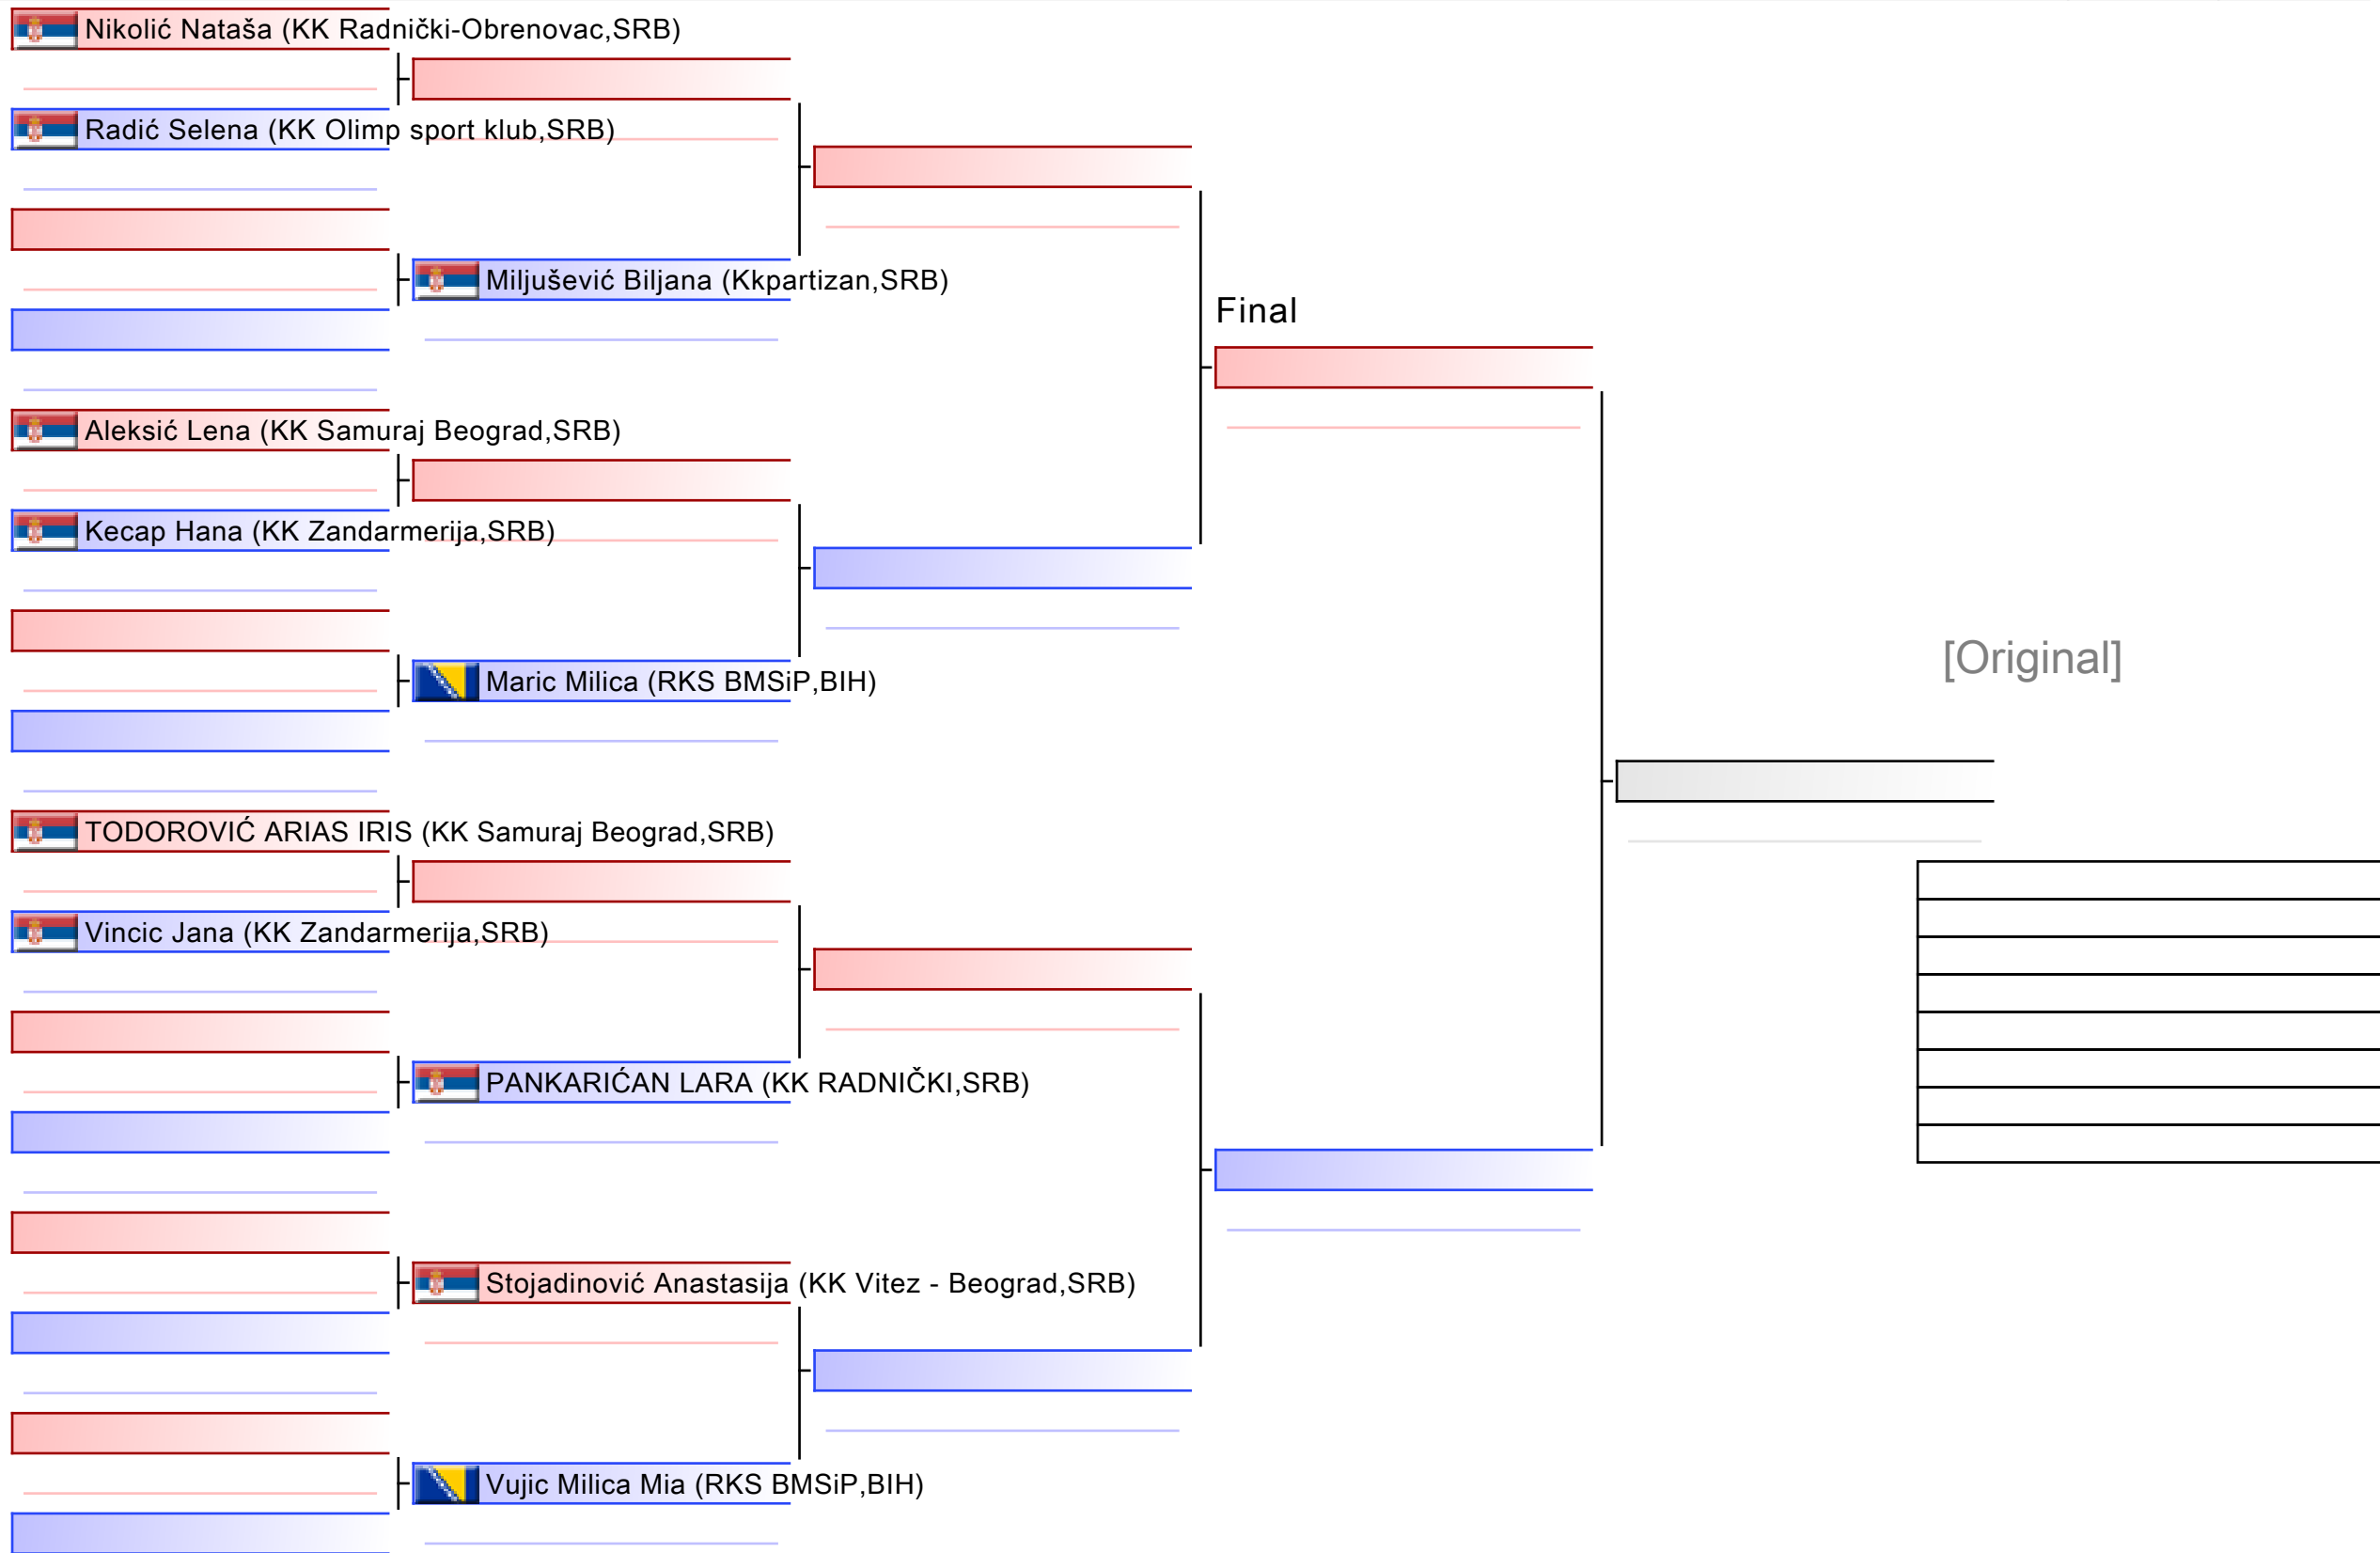 Nikolić Nataša (KK Radnički-Obrenovac,SRB)
Radić Selena (KK Olimp sport klub,SRB)
Miljušević Biljana (Kkpartizan,SRB)
Final
Aleksić Lena (KK Samuraj Beograd,SRB)
Kecap Hana (KK Zandarmerija,SRB)
[Original]
Maric Milica (RKS BMSiP,BIH)
TODOROVIĆ ARIAS IRIS (KK Samuraj Beograd,SRB)
Vincic Jana (KK Zandarmerija,SRB)
PANKARIĆAN LARA (KK RADNIČKI,SRB)
Stojadinović Anastasija (KK Vitez - Beograd,SRB)
Vujic Milica Mia (RKS BMSiP,BIH)